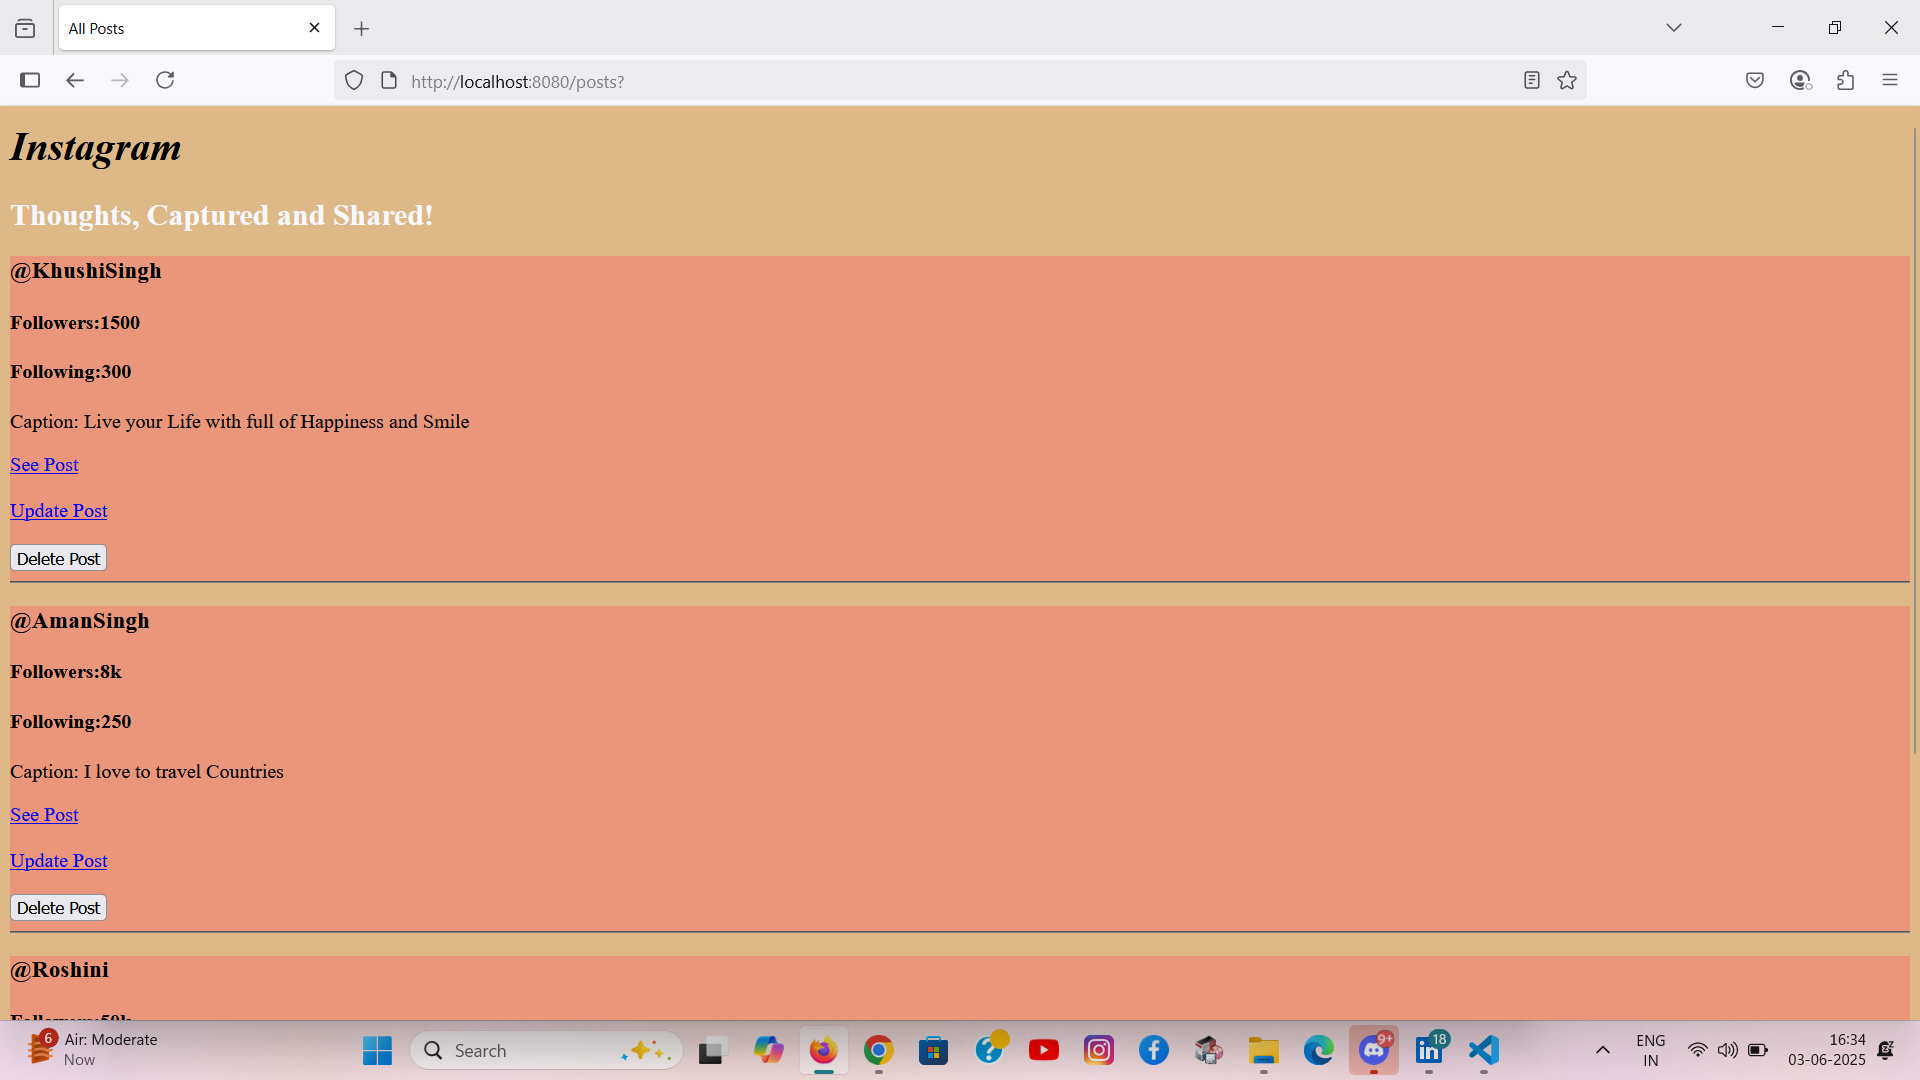 All Posts
http://localhost:8080/posts?
Instagram
Thoughts, Captured and Shared!
@KhushiSingh
Followers:1500
Following:300
Caption: Live your Life with full of Happiness and Smile
See Post
Update Post
Delete Post
@AmanSingh
Followers:8k
Following:250
Caption: I love to travel Countries
See Post
Update Post
Delete Post
@Roshini
Followers:50k
6
Air: Moderate
Now
Search
9+
18
ENG
IN
16:34
03-06-2025